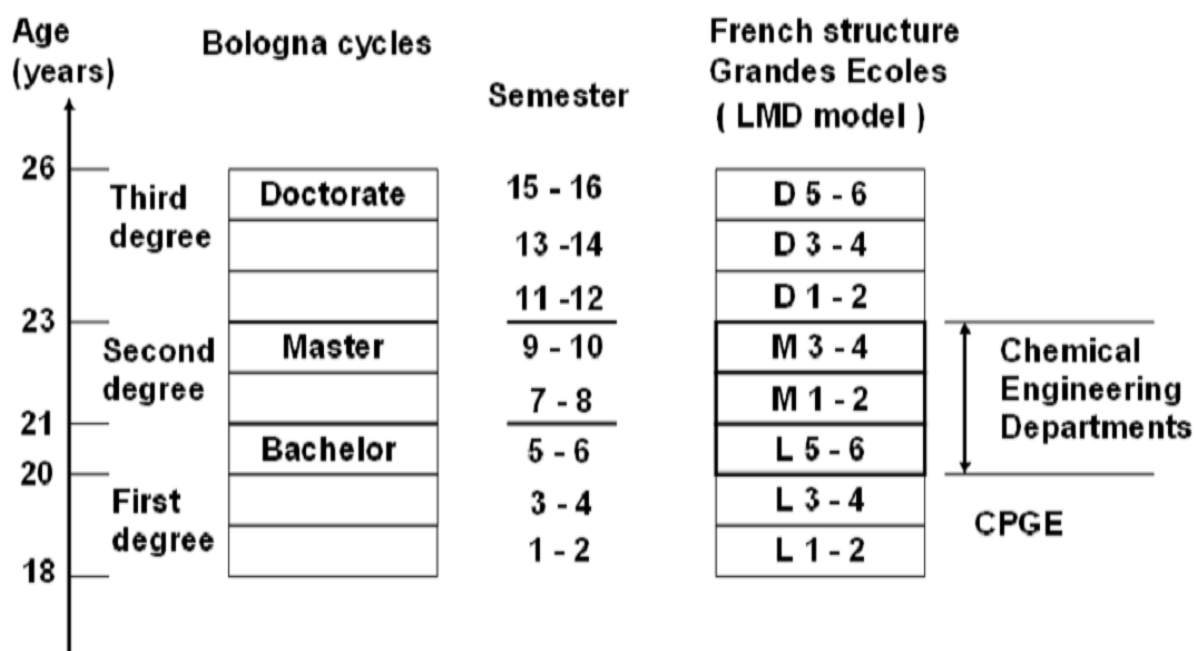 Age
(years)
Bologna cycles
Semester
French structure
Grandes Ecoles
( LMD model )
26
Third
degree
Doctorate
15 - 16
D 5 - 6
13 -14
D 3 - 4
11 -12
D 1 - 2
23
Second
degree
Master
9 - 10
M 3 - 4
Chemical
Engineering
Departments
7 - 8
M 1 - 2
21
Bachelor
5 - 6
L 5 - 6
20
First
degree
3 - 4
L 3 - 4
CPGE
1 - 2
L 1 - 2
18